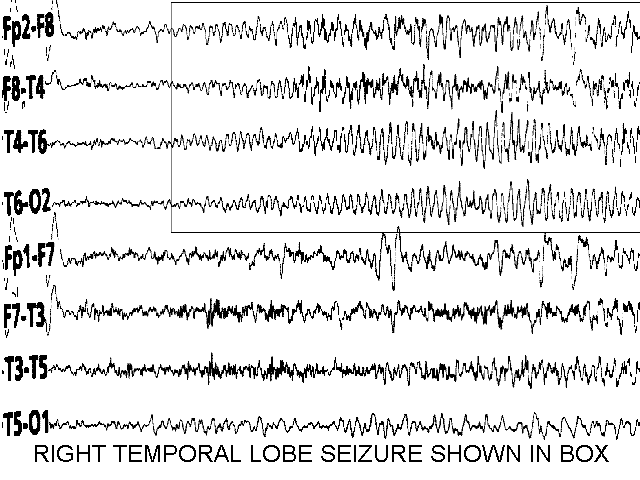 Fp2-F8
F8-T4
T4-T6
T6-O2
Fp1-F7
F7-T3
T3-T5
T5-O1
RIGHT TEMPORAL LOBE SEIZURE SHOWN IN BOX